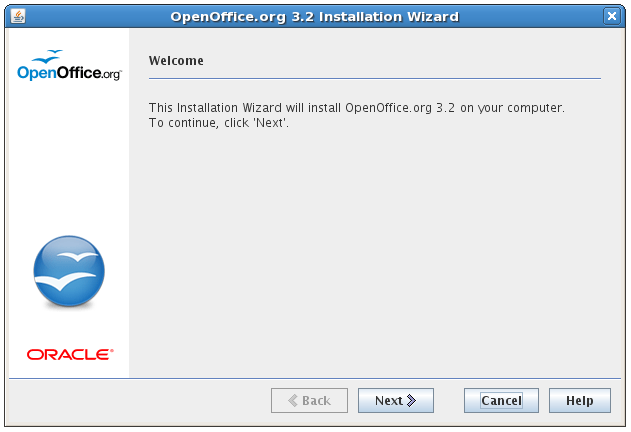 OpenOffice.org 3.2 Installation Wizard
OpenOffice.org™
Welcome
This Installation Wizard will install OpenOffice.org 3.2 on your computer.
To continue, click 'Next'.
ORACLE®
Back
Next
Cancel
Help